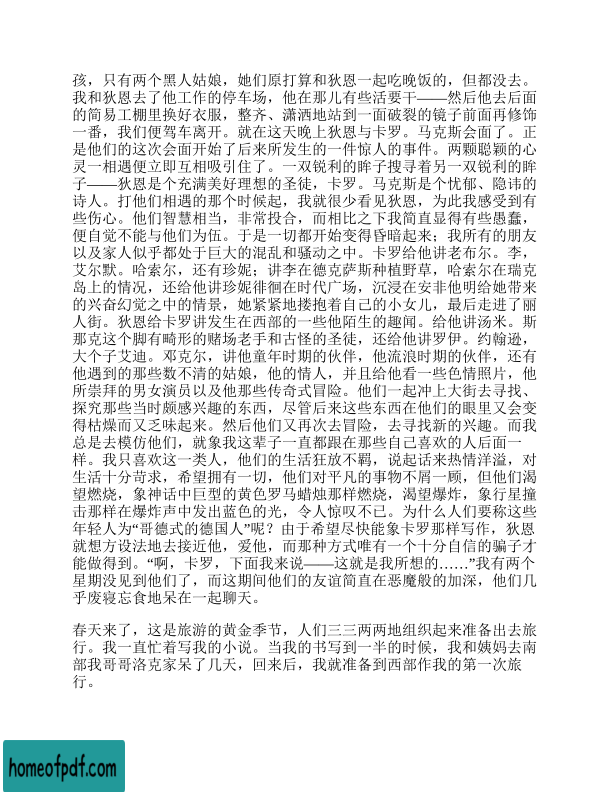 孩，只有两个黑人姑娘，她们原打算和狄恩一起吃晚饭的，但都没去。
我和狄恩去了他工作的停车场，他在那儿有些活要干——然后他去后面
的简易工棚里换好衣服，整齐、潇洒地站到一面破裂的镜子前面再修饰
一番，我们便驾车离开。就在这天晚上狄恩与卡罗。马克斯会面了。正
是他们的这次会面开始了后来所发生的一件惊人的事件。两颗聪颖的心
灵一相遇便立即互相吸引住了。一双锐利的眸子搜寻着另一双锐利的眸
子——狄恩是个充满美好理想的圣徒，卡罗。马克斯是个忧郁、隐讳的
诗人。打他们相遇的那个时候起，我就很少看见狄恩，为此我感受到有
些伤心。他们智慧相当，非常投合，而相比之下我简直显得有些愚蠢，
便自觉不能与他们为伍。于是一切都开始变得昏暗起来；我所有的朋友
以及家人似乎都处于巨大的混乱和骚动之中。卡罗给他讲老布尔。李，
艾尔默。哈索尔，还有珍妮；讲李在德克萨斯种植野草，哈索尔在瑞克
岛上的情况，还给他讲珍妮徘徊在时代广场，沉浸在安非他明给她带来
的兴奋幻觉之中的情景，她紧紧地搂抱着自己的小女儿，最后走进了丽
人街。狄恩给卡罗讲发生在西部的一些他陌生的趣闻。给他讲汤米。斯
那克这个脚有畸形的赌场老手和古怪的圣徒，还给他讲罗伊。约翰逊，
大个子艾迪。邓克尔，讲他童年时期的伙伴，他流浪时期的伙伴，还有
他遇到的那些数不清的姑娘，他的情人，并且给他看一些色情照片，他
所崇拜的男女演员以及他那些传奇式冒险。他们一起冲上大街去寻找、
探究那些当时颇感兴趣的东西，尽管后来这些东西在他们的眼里又会变
得枯燥而又乏味起来。然后他们又再次去冒险，去寻找新的兴趣。而我
总是去模仿他们，就象我这辈子一直都跟在那些自己喜欢的人后面一
样。我只喜欢这一类人，他们的生活狂放不羁，说起话来热情洋溢，对
生活十分苛求，希望拥有一切，他们对平凡的事物不屑一顾，但他们渴
望燃烧，象神话中巨型的黄色罗马蜡烛那样燃烧，渴望爆炸，象行星撞
击那样在爆炸声中发出蓝色的光，令人惊叹不已。为什么人们要称这些
年轻人为“哥德式的德国人”呢？由于希望尽快能象卡罗那样写作，狄恩
就想方设法地去接近他，爱他，而那种方式唯有一个十分自信的骗子才
能做得到。“啊，卡罗，下面我来说——这就是我所想的……”我有两个
星期没见到他们了，而这期间他们的友谊简直在恶魔般的加深，他们几
乎废寝忘食地呆在一起聊天。
春天来了，这是旅游的黄金季节，人们三三两两地组织起来准备出去旅
行。我一直忙着写我的小说。当我的书写到一半的时候，我和姨妈去南
部我哥哥洛克家呆了几天，回来后，我就准备到西部作我的第一次旅
行。
homeofpdf.com